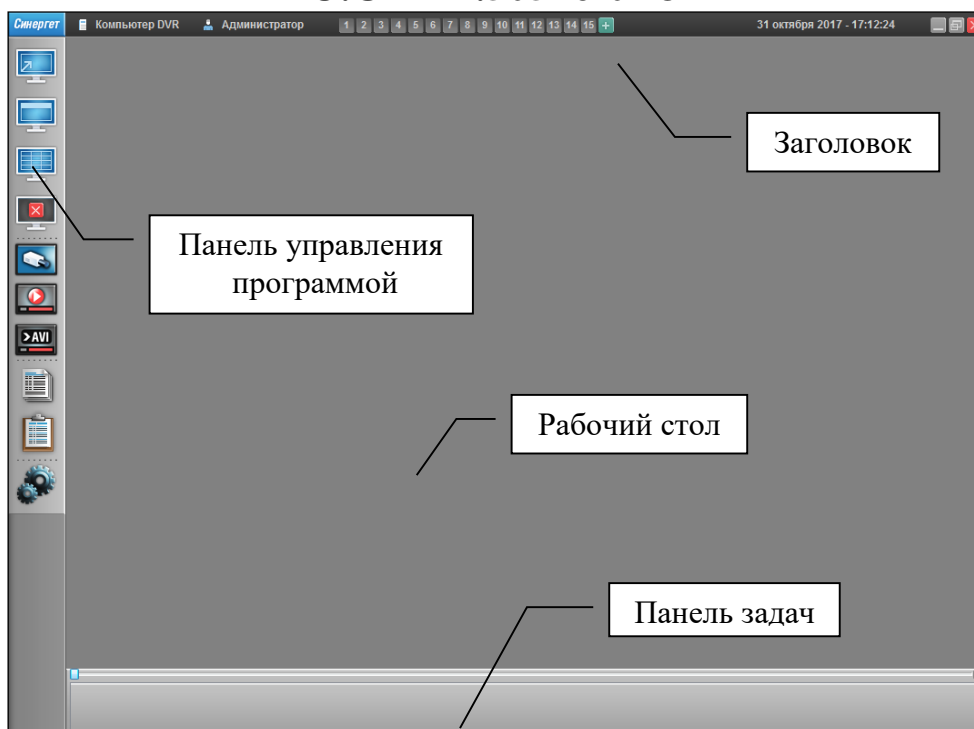 Синергет Компьютер DVR Администратор 1 2 3 4 5 6 7 8 9 10 11 12 13 14 15 + 31 октября 2017 - 17:12:24
Заголовок
Панель управления
программой
>AVI
Рабочий стол
Панель задач